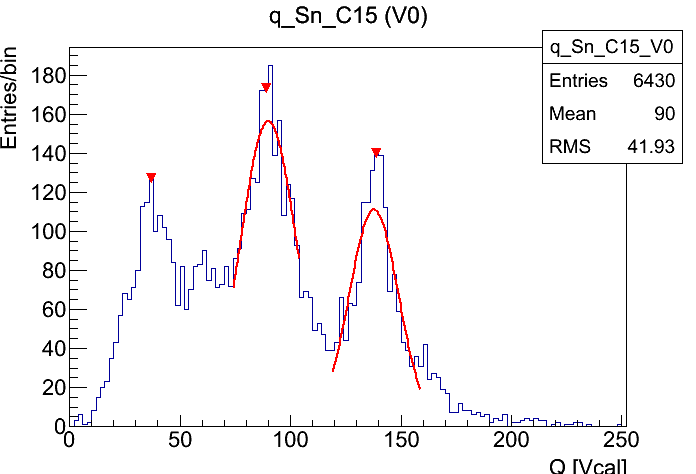 q_Sn_C15 (V0)
q_Sn_C15_V0
Entries 6430
Mean 90
RMS 41.93
Entries/bin
180
160
140
120
100
80
60
40
20
0
0 50 100 150 200 250
Q [Vcal]